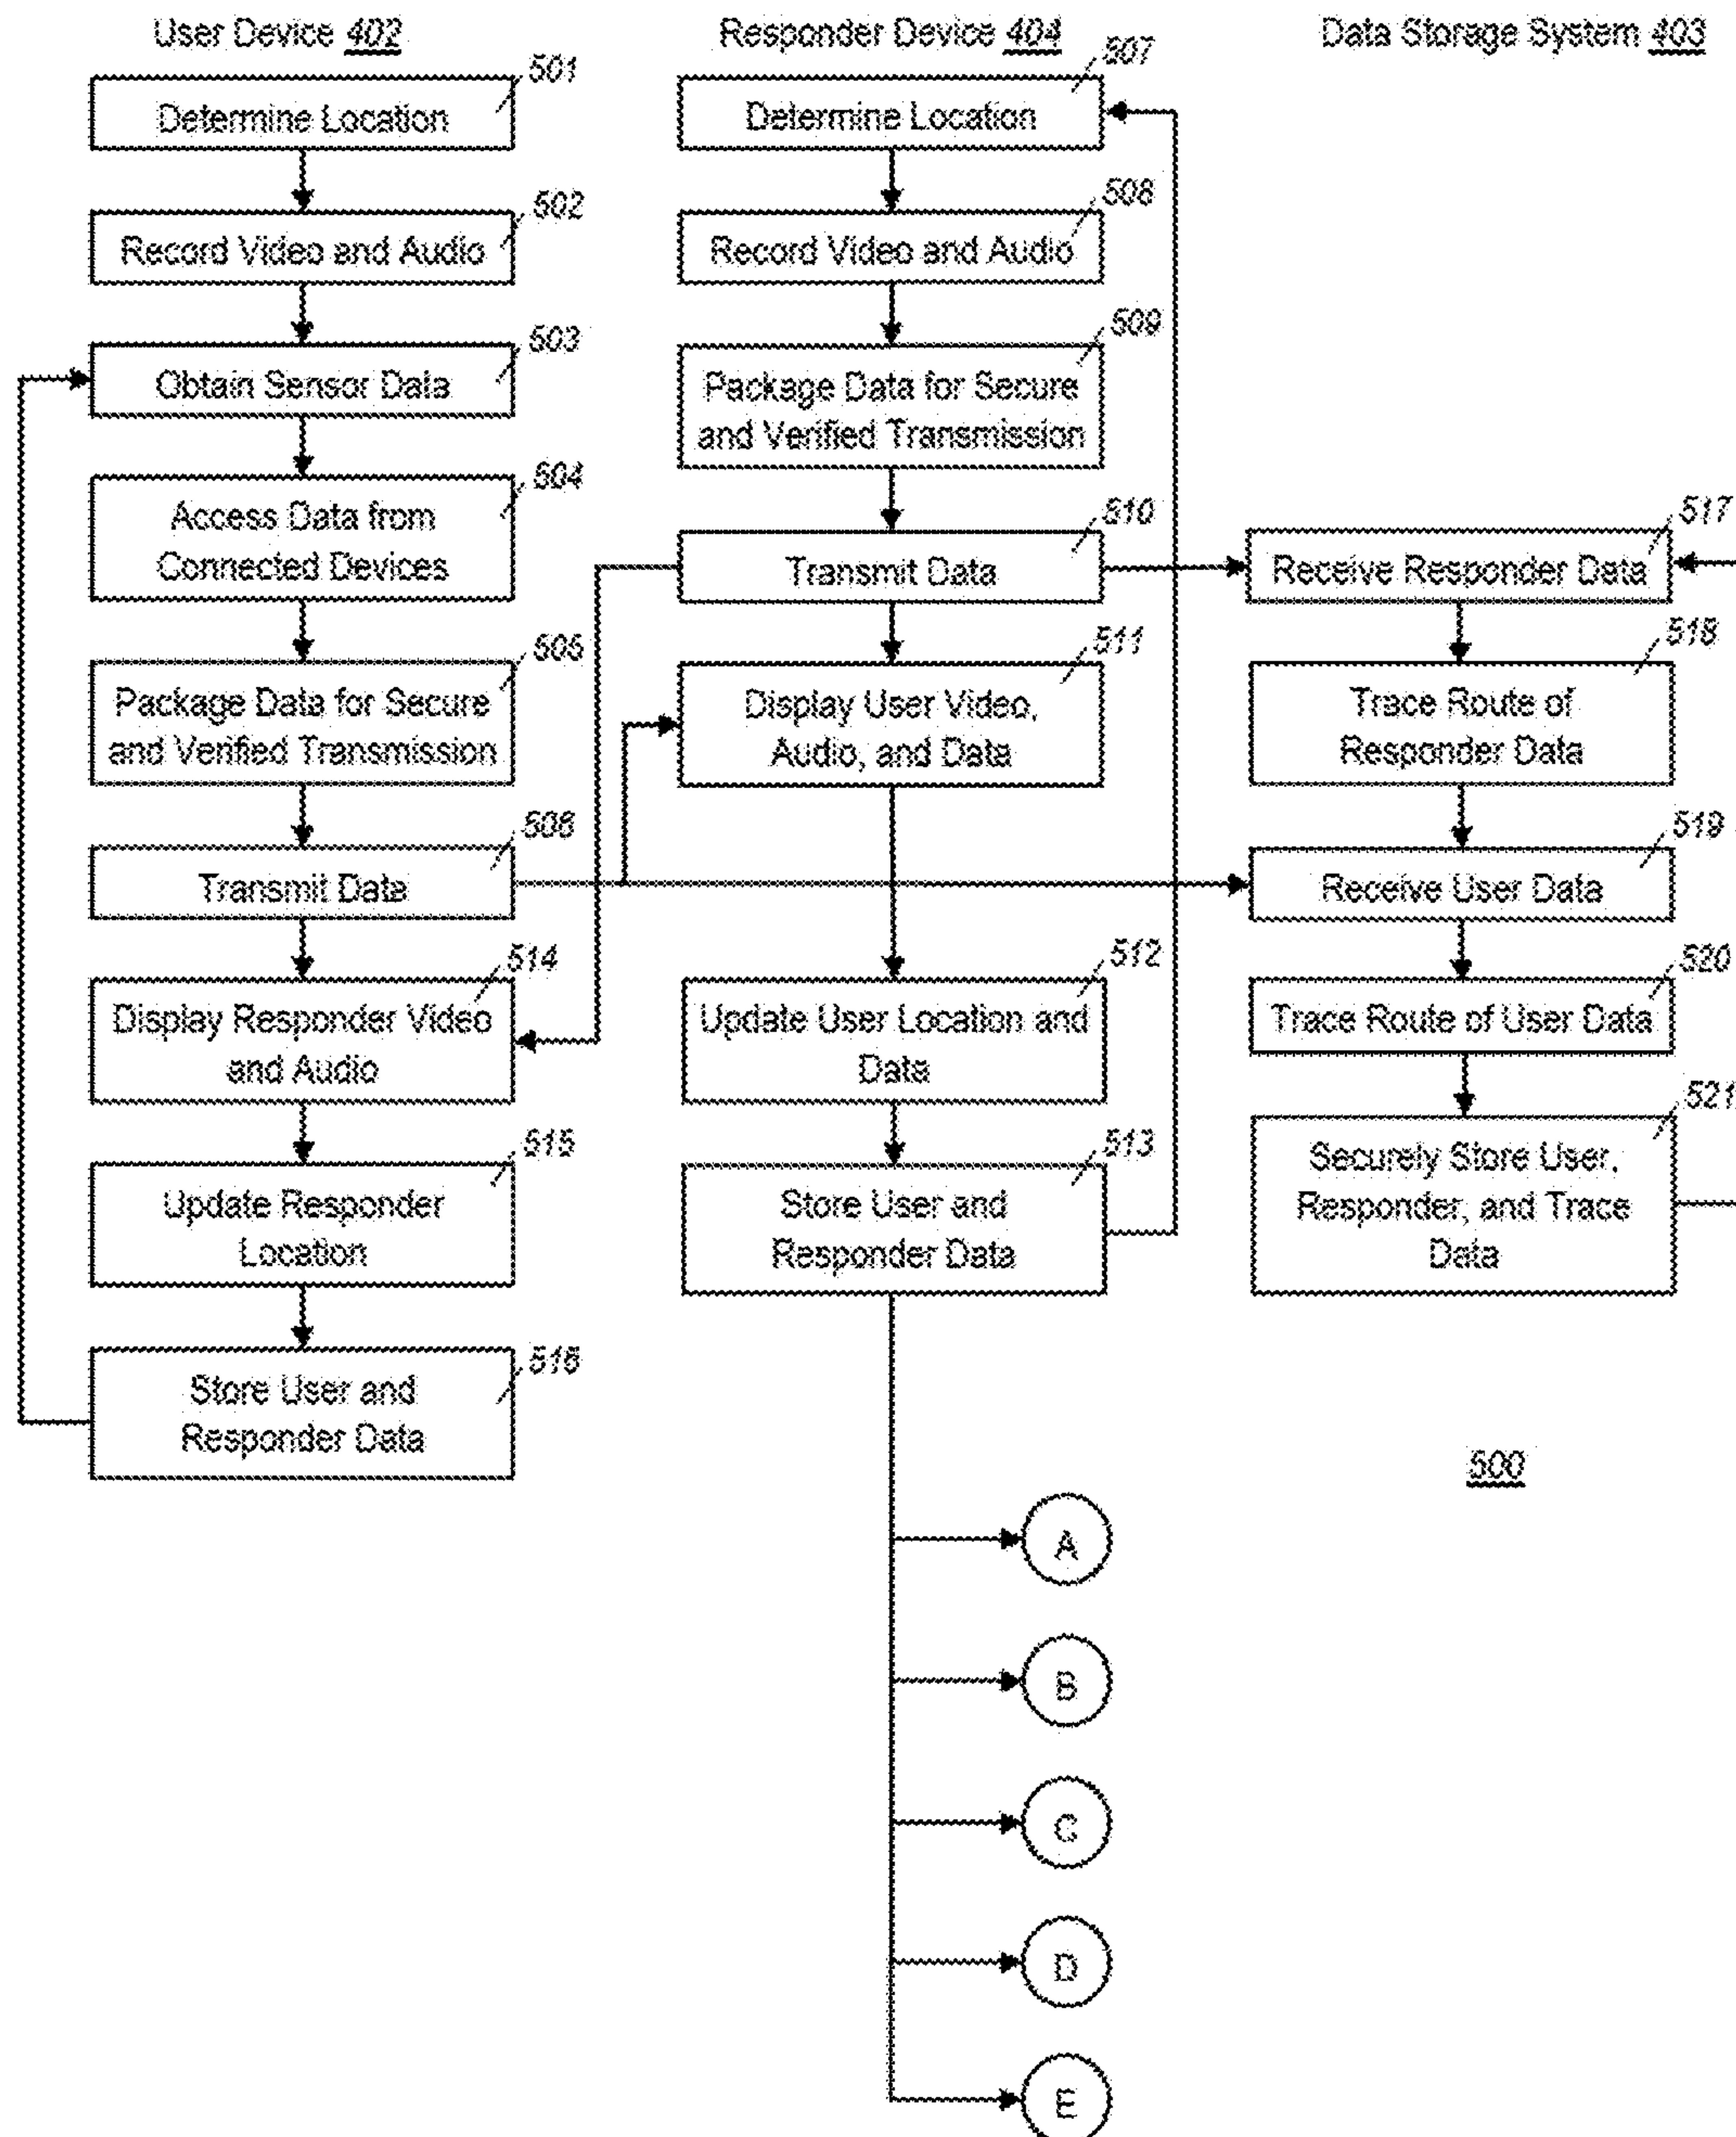 User Device 402
501
Determine Location
502
Record Video and Audio
503
Obtain Sensor Data
504
Access Data from
Connected Devices
505
Package Data for Secure
and Verified Transmission
506
Transmit Data
514
Display Responder Video
and Audio
515
Update Responder
Location
516
Store User and
Responder Data
Responder Device 404
507
Determine Location
508
Record Video and Audio
509
Package Data for Secure
and Verified Transmission
510
Transmit Data
511
Display User Video,
Audio, and Data
512
Update User Location and
Data
513
Store User and
Responder Data
A
B
C
D
E
Data Storage System 403
517
Receive Responder Data
518
Trace Route of
Responder Data
519
Receive User Data
520
Trace Route of User Data
521
Securely Store User,
Responder, and Trace
Data
500